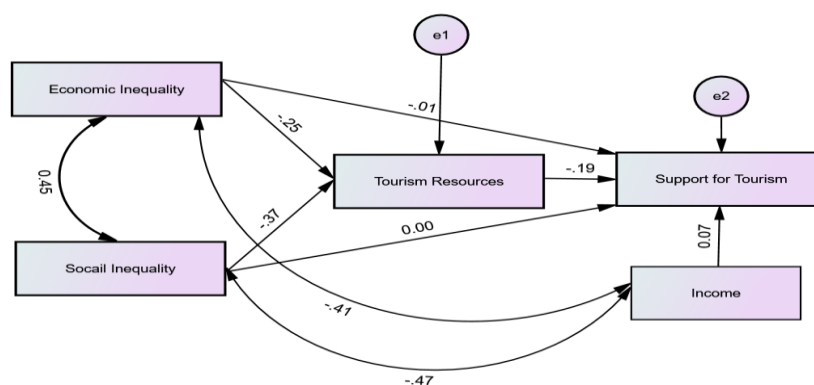 e1
Economic Inequality
e2
-.01
-.25
Tourism Resources
-.19
Support for Tourism
0.45
-.37
0.00
0.07
Socail Inequality
Income
-.41
-.47